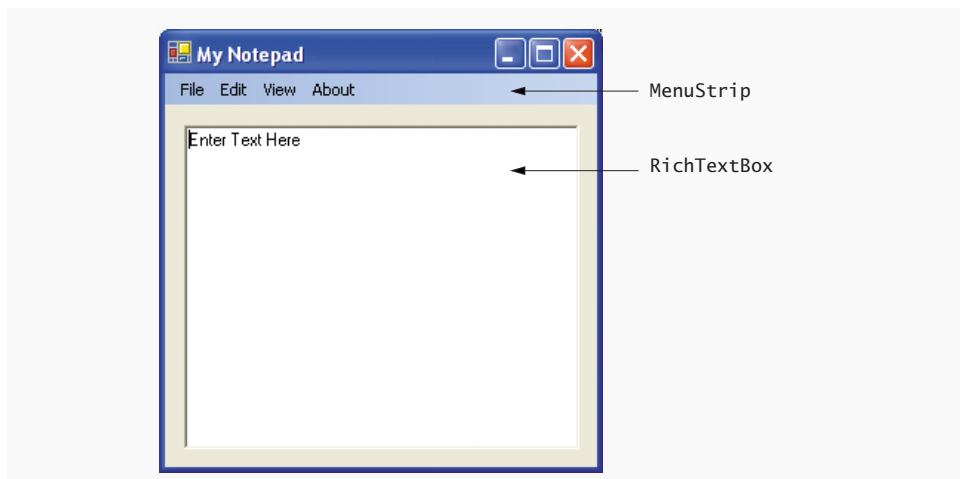 My Notepad
File Edit View About
MenuStrip
Enter Text Here
RichTextBox